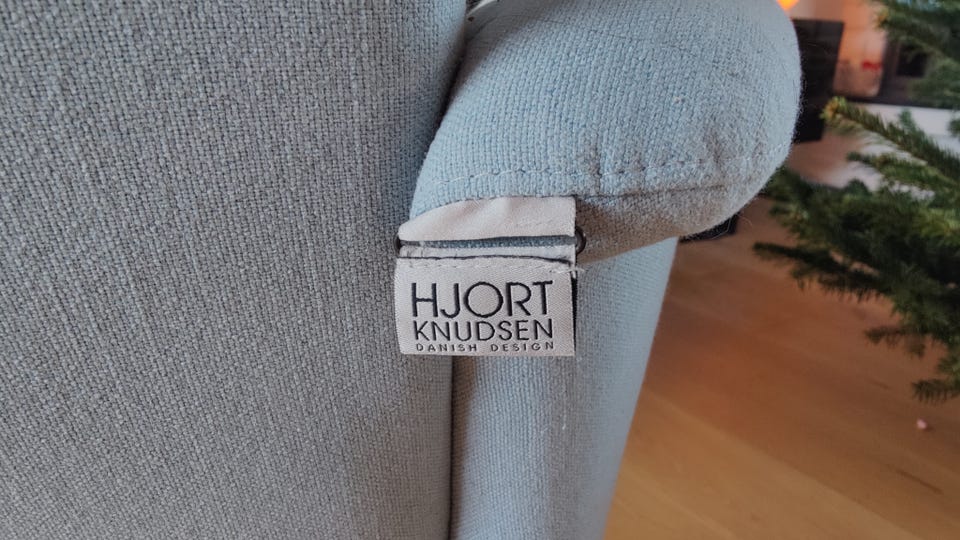 HJORT
KNUDSEN
DANISH DESIGN